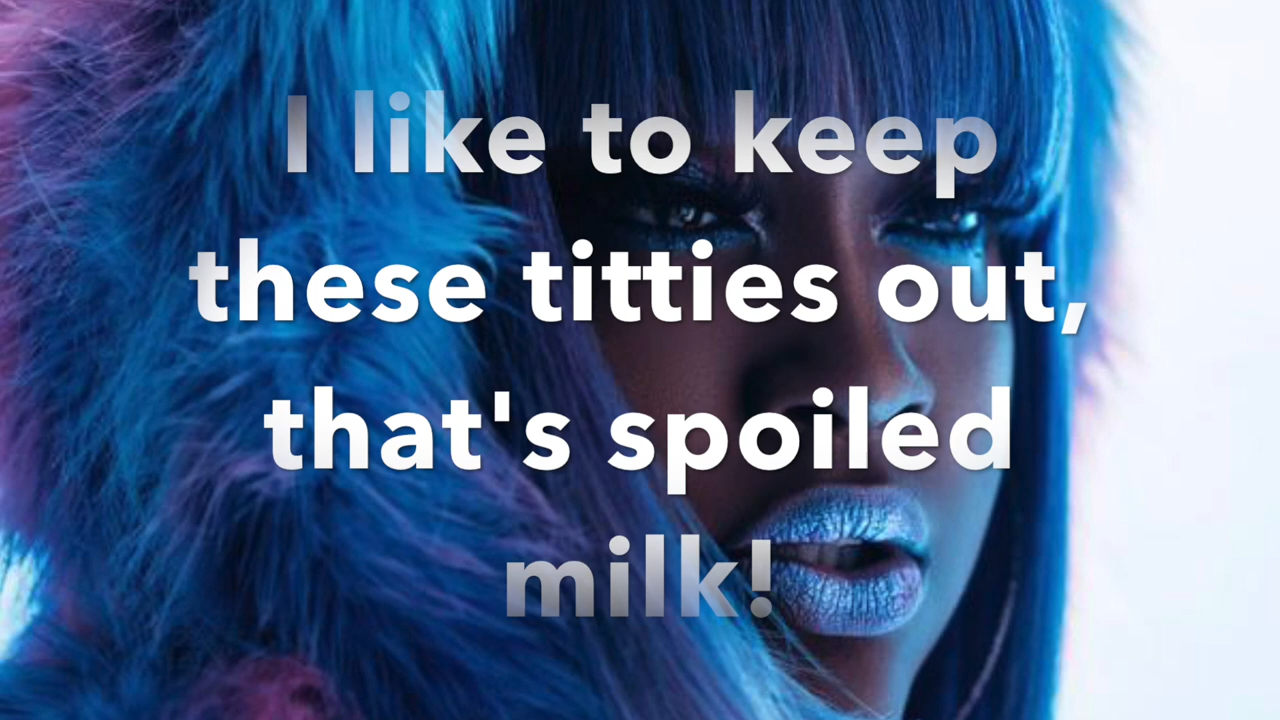 I like to keep
these titties out,
that's spoiled
milk!